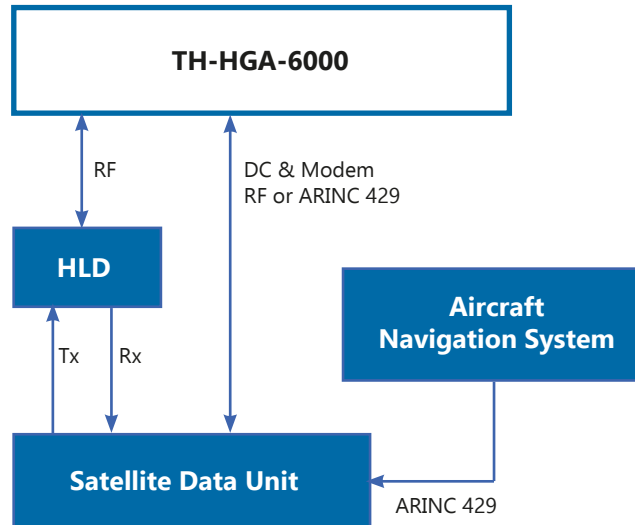 TH-HGA-6000
RF
DC & Modem
RF or ARINC 429
HLD
Aircraft
Navigation System
Tx
Rx
Satellite Data Unit
ARINC 429